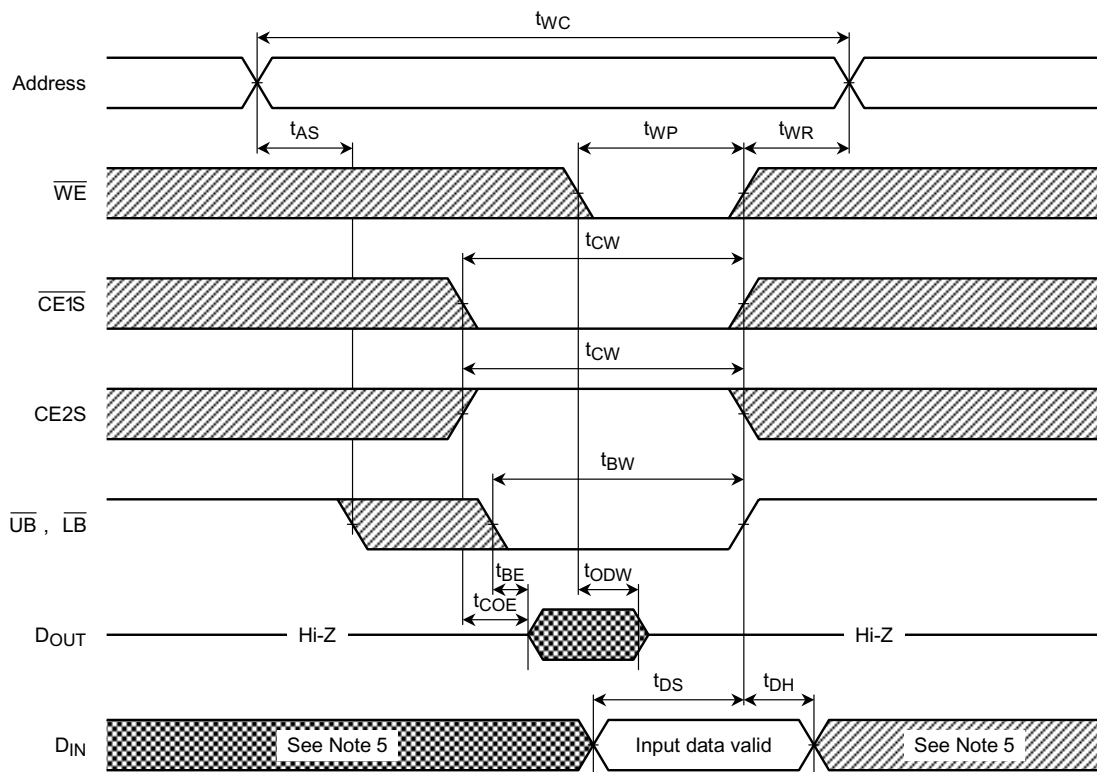 tWC
Address
tAS
tWP
tWR
WE
tCW
CE1S
tCW
CE2S
tBW
UB , LB
tBE
tODW
tCOE
DOUT
Hi-Z
Hi-Z
tDS
tDH
DIN
See Note 5
Input data valid
See Note 5